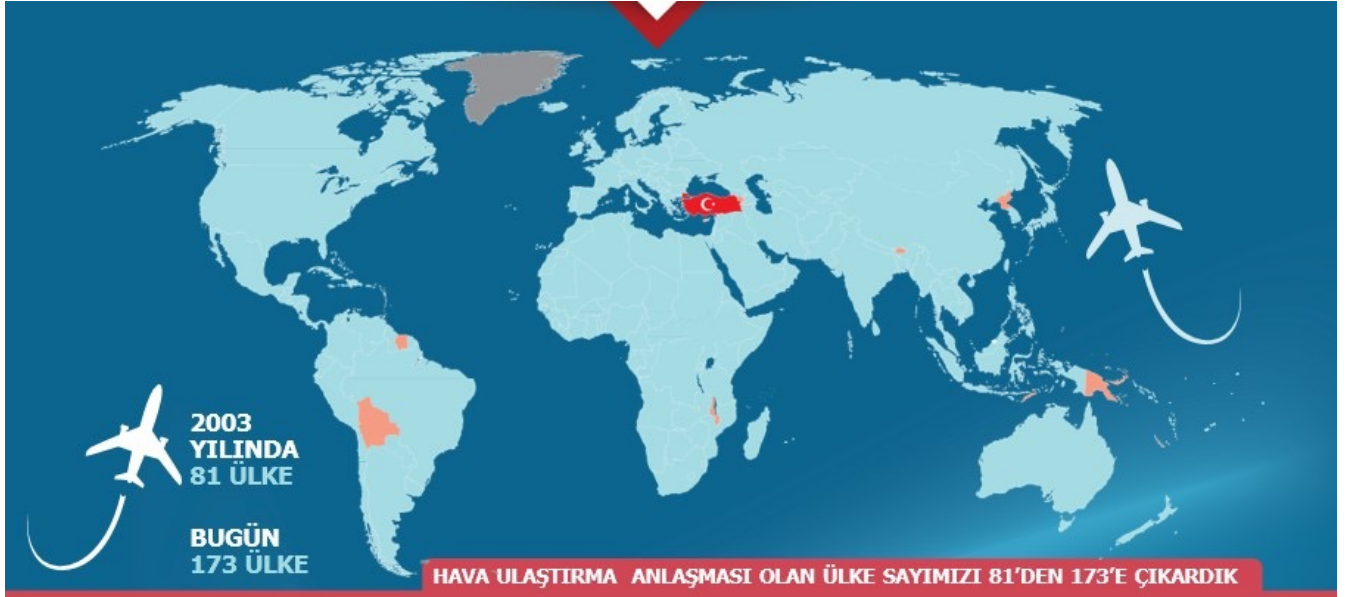 2003
YILINDA
81 ÜLKE
BUGÜN
173 ÜLKE
HAVA ULAŞTIRMA ANLAŞMASI OLAN ÜLKE SAYIMIZI 81'DEN 173'E ÇIKARDIK